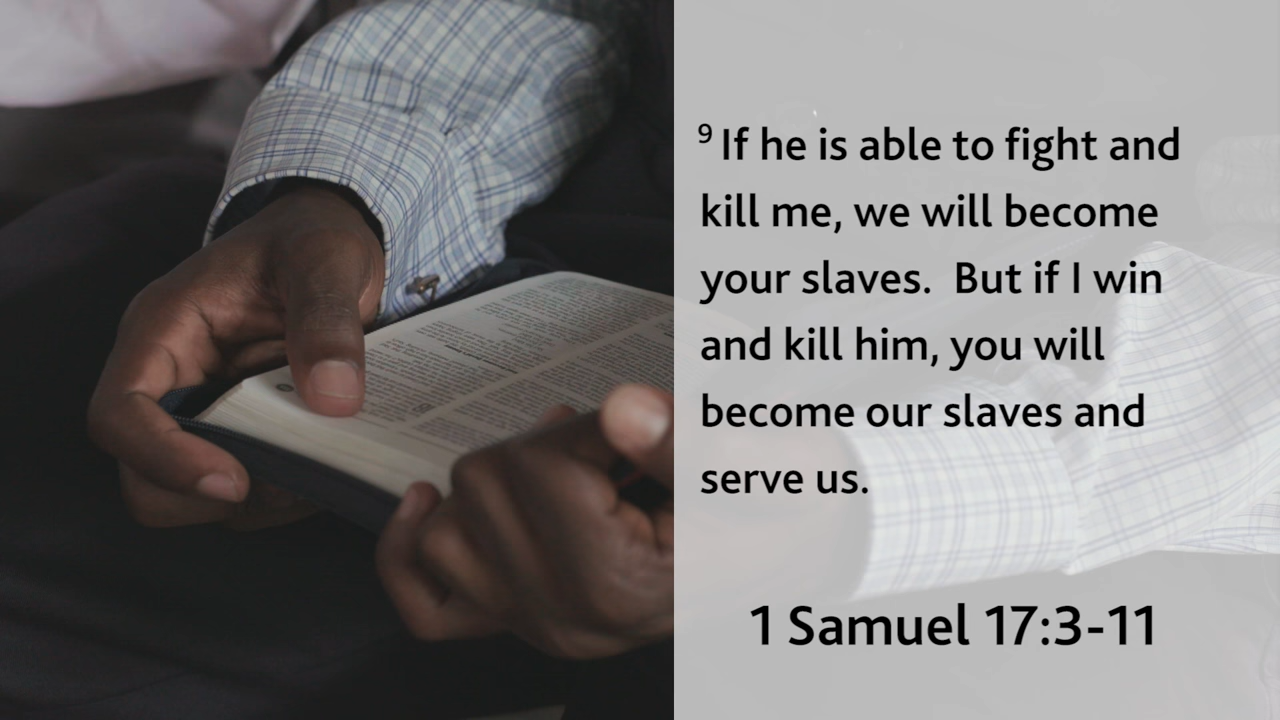 9 If he is able to fight and
kill me, we will become
your slaves.  But if I win
and kill him, you will
become our slaves and
serve us.
1 Samuel 17:3-11